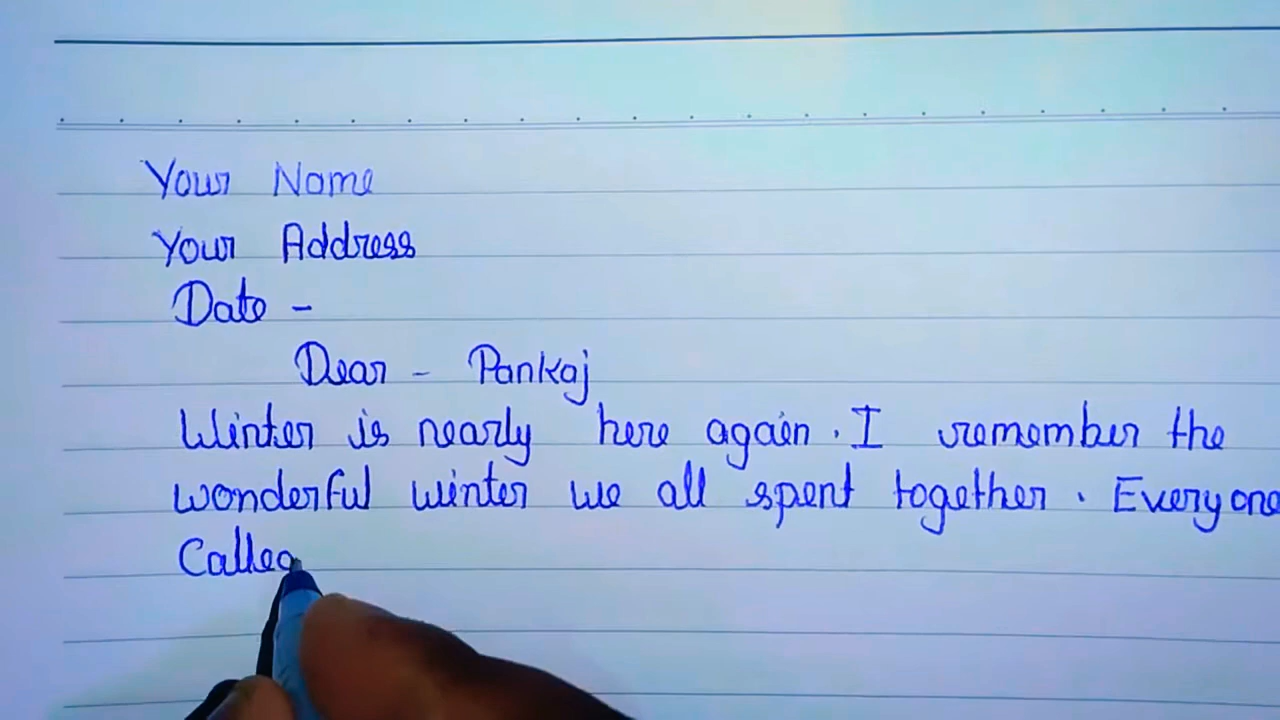 Your Name
Your Address
Date -
Dear - Pankaj
Winter is nearly here again. I remember the
wonderful winter we all spent together. Everyone